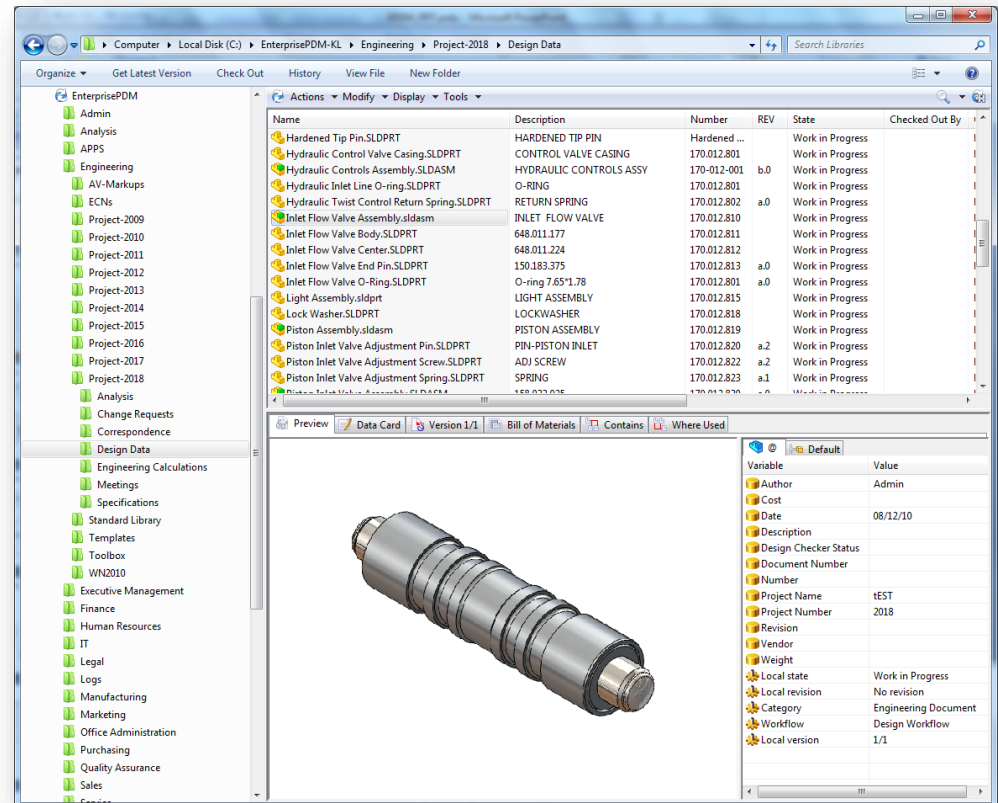 Computer Local Disk (C:) EnterprisePDM-KL Engineering Project-2018 Design Data Search Libraries
Organize Get Latest Version Check Out History View File New Folder
EnterprisePDM
Admin
Analysis
APPS
Engineering
AV-Markups
ECNs
Project-2009
Project-2010
Project-2011
Project-2012
Project-2013
Project-2014
Project-2015
Project-2016
Project-2017
Project-2018
Analysis
Change Requests
Correspondence
Design Data
Engineering Calculations
Meetings
Specifications
Standard Library
Templates
Toolbox
WN2010
Executive Management
Finance
Human Resources
IT
Legal
Logs
Manufacturing
Marketing
Office Administration
Purchasing
Quality Assurance
Sales
Actions Modify Display Tools
Name Description Number REV State Checked Out By
Hardened Tip Pin.SLDPRT HARDENED TIP PIN Hardened ... Work in Progress
Hydraulic Control Valve Casing.SLDPRT CONTROL VALVE CASING 170.012.801 Work in Progress
Hydraulic Controls Assembly.SLDASM HYDRAULIC CONTROLS ASSY 170-012-001 b.0 Work in Progress
Hydraulic Inlet Line O-ring.SLDPRT O-RING 170.012.801 Work in Progress
Hydraulic Twist Control Return Spring.SLDPRT RETURN SPRING 170.012.802 a.0 Work in Progress
Inlet Flow Valve Assembly.sldasm INLET FLOW VALVE 170.012.810 Work in Progress
Inlet Flow Valve Body.SLDPRT 648.011.177 170.012.811 Work in Progress
Inlet Flow Valve Center.SLDPRT 648.011.224 170.012.812 Work in Progress
Inlet Flow Valve End Pin.SLDPRT 150.183.375 170.012.813 a.0 Work in Progress
Inlet Flow Valve O-Ring.SLDPRT O-ring 7.65*1.78 170.012.801 a.0 Work in Progress
Light Assembly.sldprt LIGHT ASSEMBLY 170.012.815 Work in Progress
Lock Washer.SLDPRT LOCKWASHER 170.012.818 Work in Progress
Piston Assembly.sldasm PISTON ASSEMBLY 170.012.819 Work in Progress
Piston Inlet Valve Adjustment Pin.SLDPRT PIN-PISTON INLET 170.012.820 a.2 Work in Progress
Piston Inlet Valve Adjustment Screw.SLDPRT ADJ SCREW 170.012.822 a.2 Work in Progress
Piston Inlet Valve Adjustment Spring.SLDPRT SPRING 170.012.823 a.1 Work in Progress
Preview Data Card Version 1/1 Bill of Materials Contains Where Used
@ Default
Variable Value
Author Admin
Cost
Date 08/12/10
Description
Design Checker Status
Document Number
Number
Project Name tEST
Project Number 2018
Revision
Vendor
Weight
Local state Work in Progress
Local revision No revision
Category Engineering Document
Workflow Design Workflow
Local version 1/1